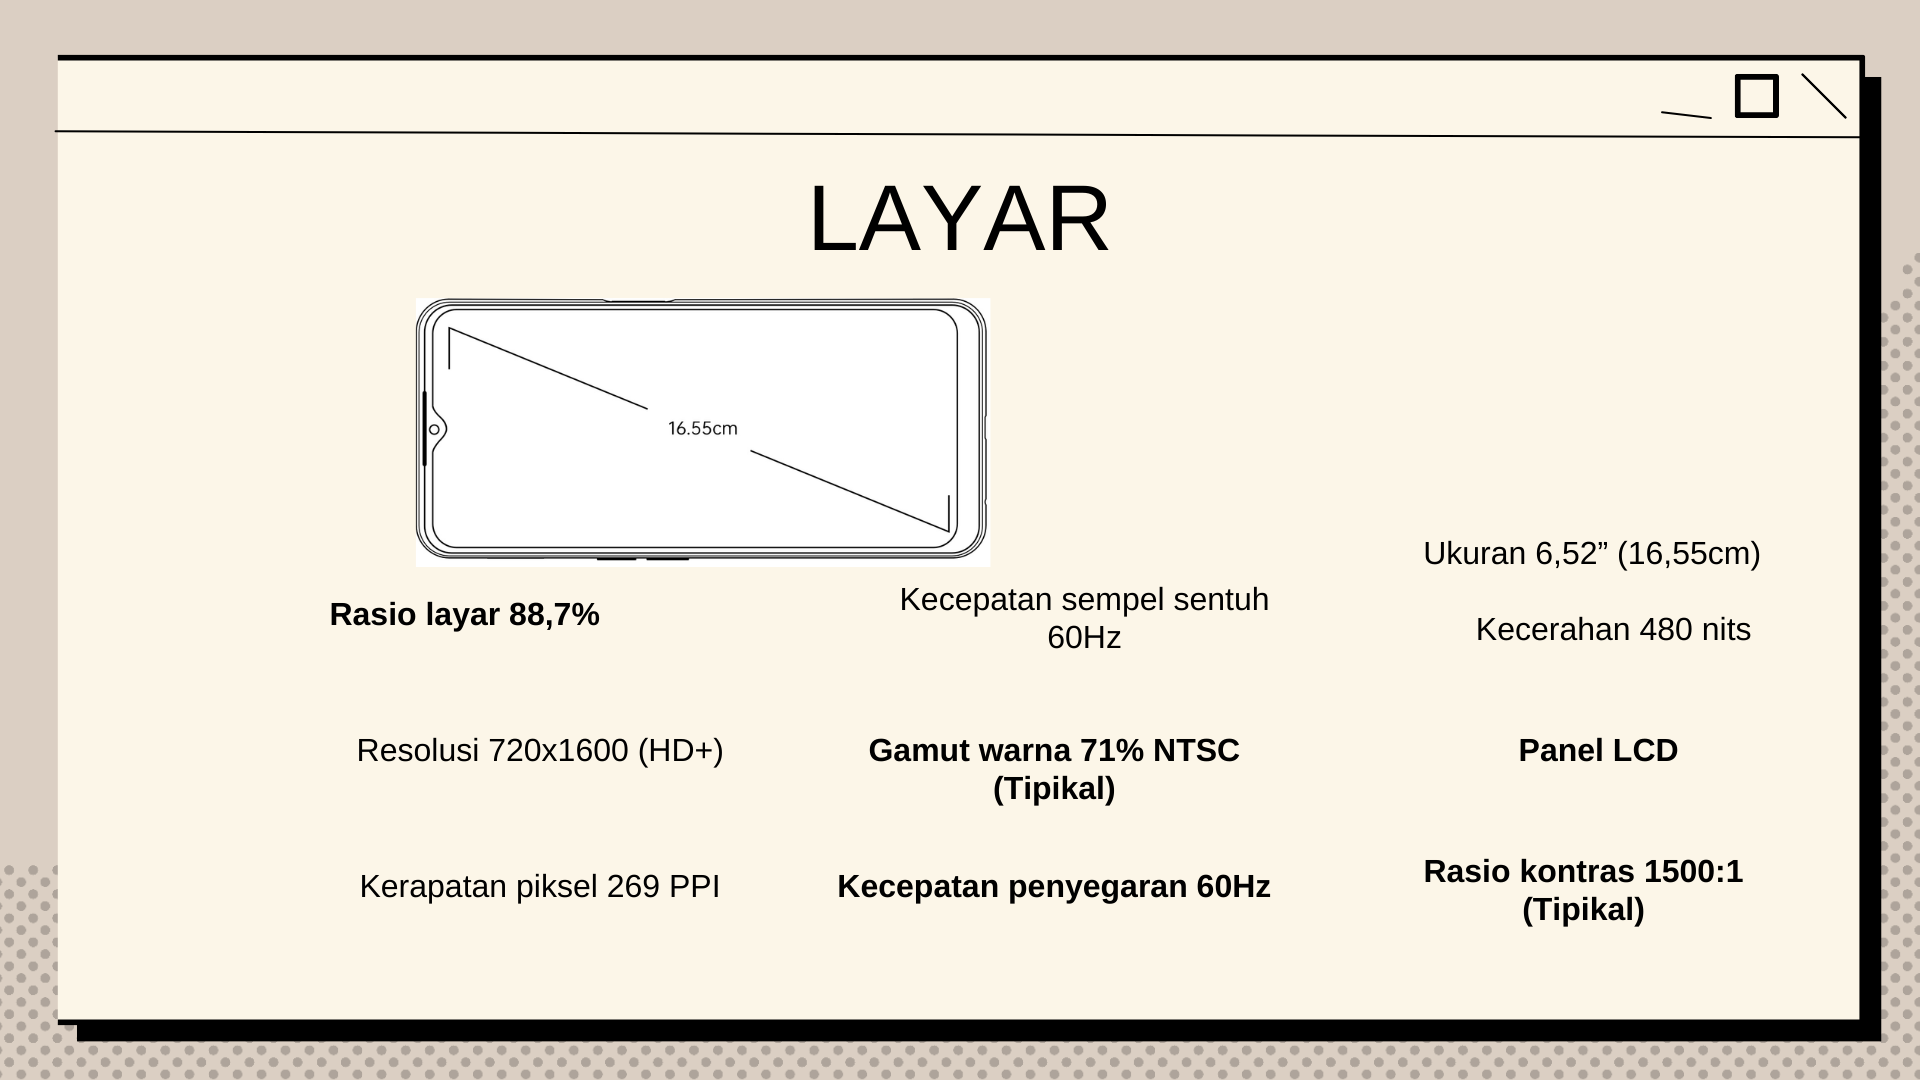 LAYAR
16.55cm
Ukuran 6,52” (16,55cm)
Rasio layar 88,7%
Kecepatan sempel sentuh
60Hz
Kecerahan 480 nits
Resolusi 720x1600 (HD+)
Gamut warna 71% NTSC
(Tipikal)
Panel LCD
Kerapatan piksel 269 PPI
Kecepatan penyegaran 60Hz
Rasio kontras 1500:1
(Tipikal)